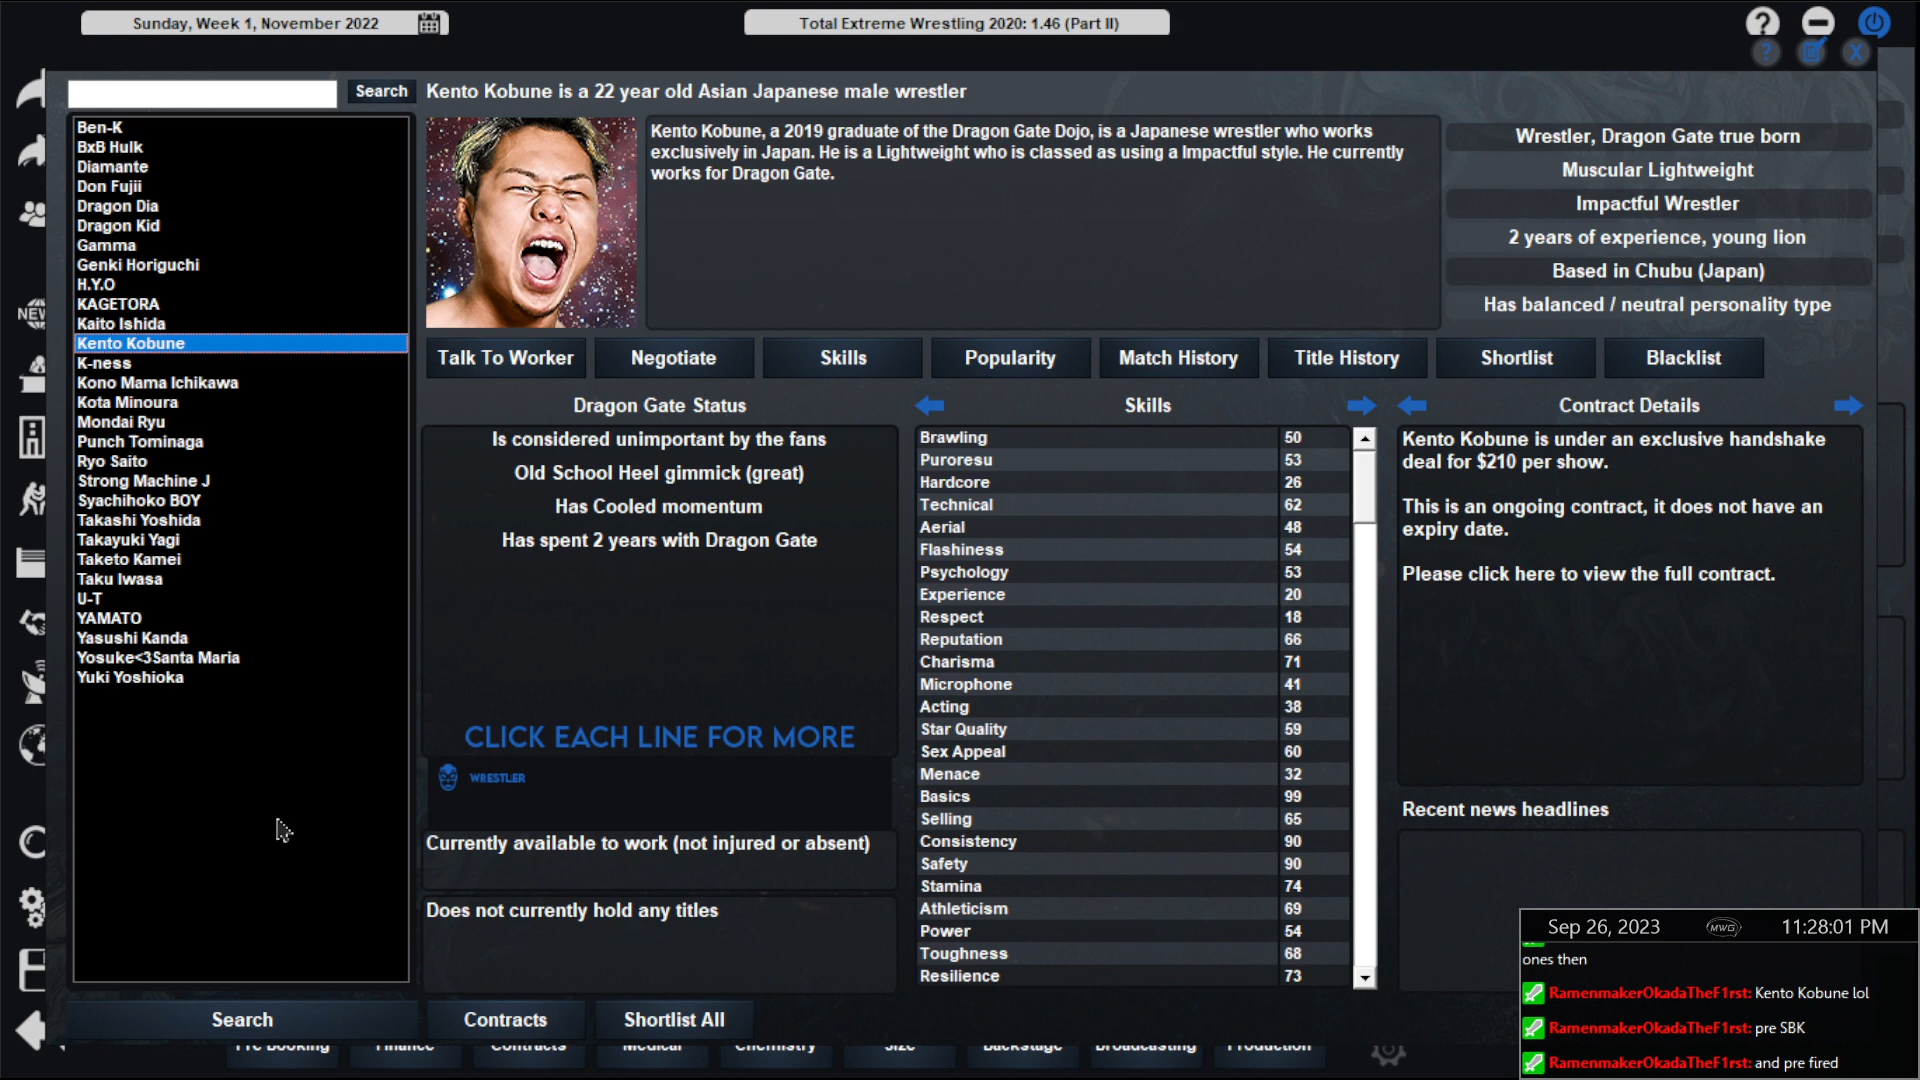 Sunday, Week 1, November 2022
Total Extreme Wrestling 2020: 1.46 (Part II)
?
?
X
Search
Kento Kobune is a 22 year old Asian Japanese male wrestler
Ben-K
BxB Hulk
Diamante
Don Fujii
Dragon Dia
Dragon Kid
Gamma
Genki Horiguchi
H.Y.O
KAGETORA
Kaito Ishida
Kento Kobune
K-ness
Kono Mama Ichikawa
Kota Minoura
Mondai Ryu
Punch Tominaga
Ryo Saito
Strong Machine J
Syachihoko BOY
Takashi Yoshida
Takayuki Yagi
Taketo Kamei
Taku Iwasa
U-T
YAMATO
Yasushi Kanda
Yosuke<3Santa Maria
Yuki Yoshioka
NEW
Kento Kobune, a 2019 graduate of the Dragon Gate Dojo, is a Japanese wrestler who works
exclusively in Japan. He is a Lightweight who is classed as using a Impactful style. He currently
works for Dragon Gate.
Wrestler, Dragon Gate true born
Muscular Lightweight
Impactful Wrestler
2 years of experience, young lion
Based in Chubu (Japan)
Has balanced / neutral personality type
Talk To Worker
Negotiate
Skills
Popularity
Match History
Title History
Shortlist
Blacklist
Dragon Gate Status
Is considered unimportant by the fans
Old School Heel gimmick (great)
Has Cooled momentum
Has spent 2 years with Dragon Gate
CLICK EACH LINE FOR MORE
WRESTLER
Currently available to work (not injured or absent)
Does not currently hold any titles
Skills
Brawling 50
Puroresu 53
Hardcore 26
Technical 62
Aerial 48
Flashiness 54
Psychology 53
Experience 20
Respect 18
Reputation 66
Charisma 71
Microphone 41
Acting 38
Star Quality 59
Sex Appeal 60
Menace 32
Basics 99
Selling 65
Consistency 90
Safety 90
Stamina 74
Athleticism 69
Power 54
Toughness 68
Resilience 73
Contract Details
Kento Kobune is under an exclusive handshake
deal for $210 per show.
This is an ongoing contract, it does not have an
expiry date.
Please click here to view the full contract.
Recent news headlines
Sep 26, 2023 MWG 11:28:01 PM
ones then
RamenmakerOkadaTheF1rst: Kento Kobune lol
RamenmakerOkadaTheF1rst: pre SBK
RamenmakerOkadaTheF1rst: and pre fired
Search
Contracts
Shortlist All
Pre Booking
Finance
Contracts
Medical
Chemistry
Size
Backstage
Broadcasting
Production